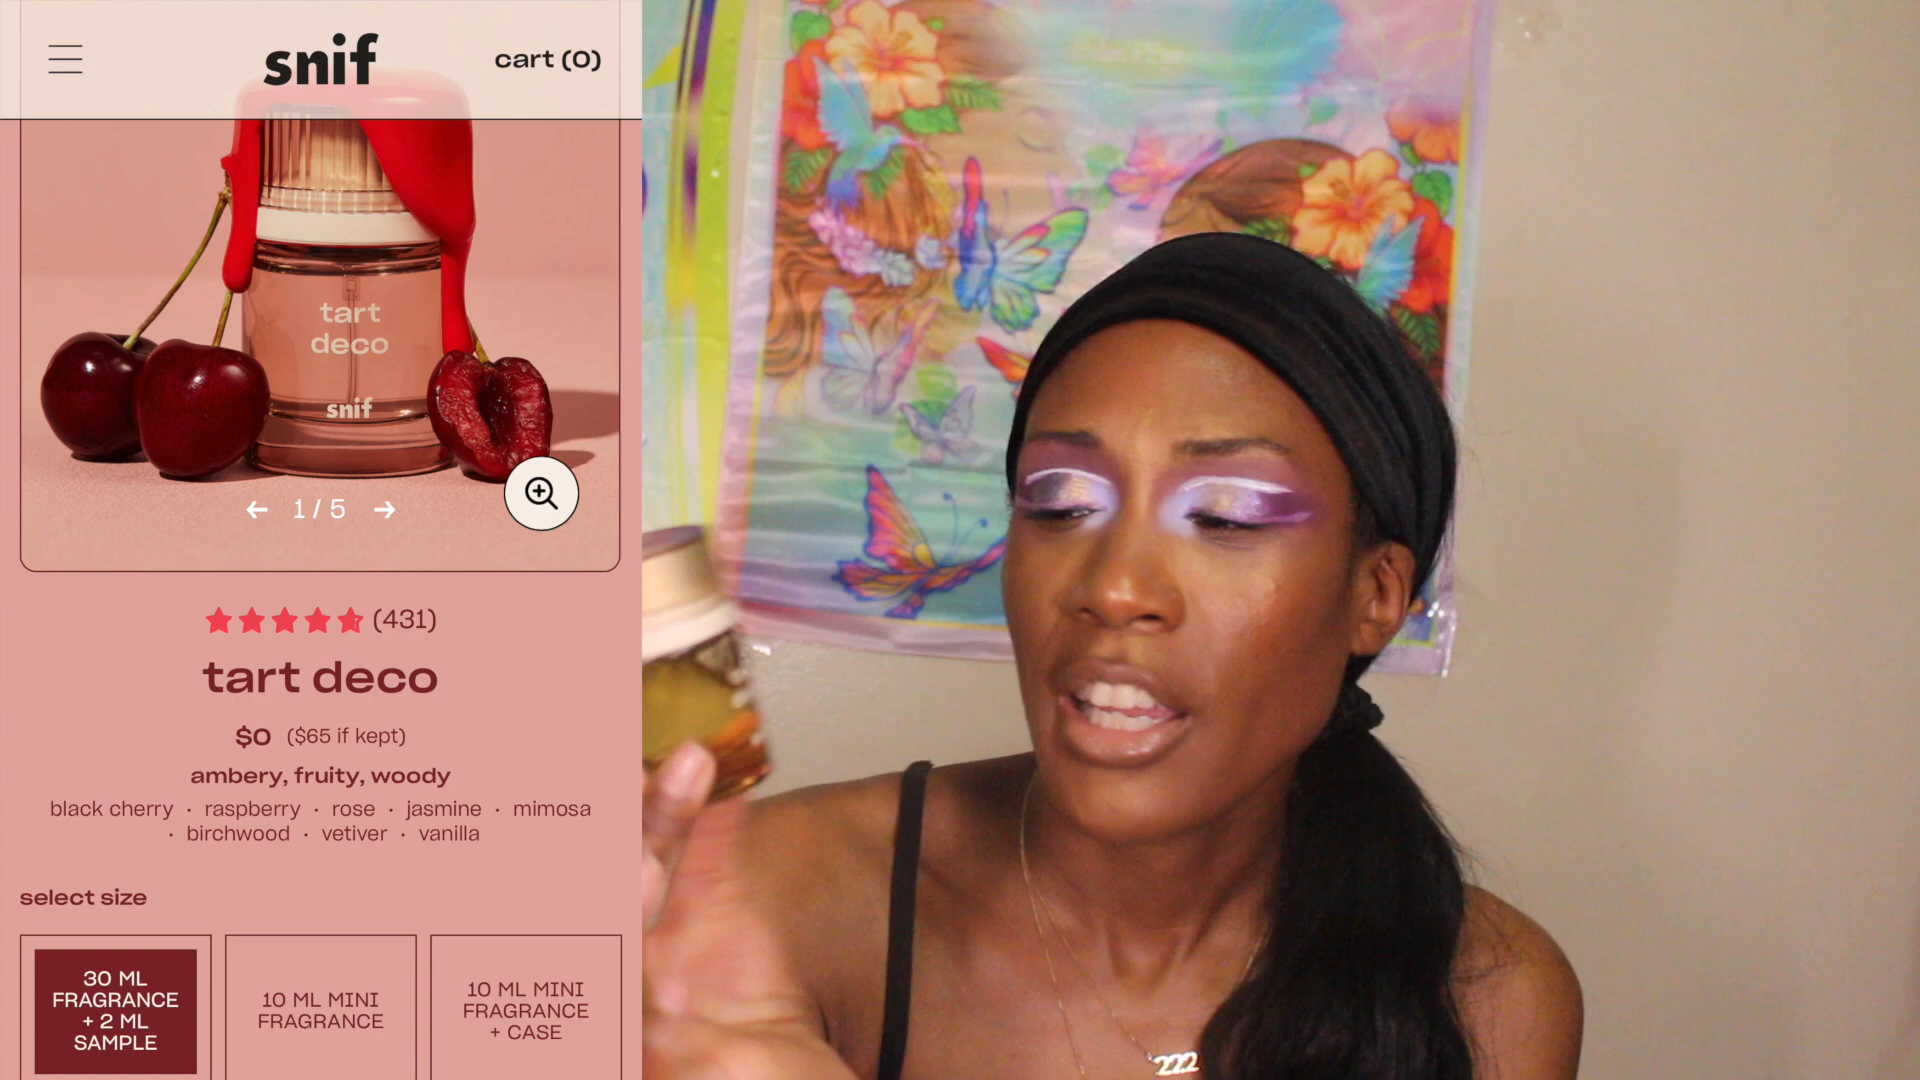 snif
cart (0)
tart
deco
snif
1 / 5
(431)
tart deco
$0 ($65 if kept)
ambery, fruity, woody
black cherry · raspberry · rose · jasmine · mimosa
· birchwood · vetiver · vanilla
select size
30 ML
FRAGRANCE
+ 2 ML
SAMPLE
10 ML MINI
FRAGRANCE
10 ML MINI
FRAGRANCE
+ CASE
222